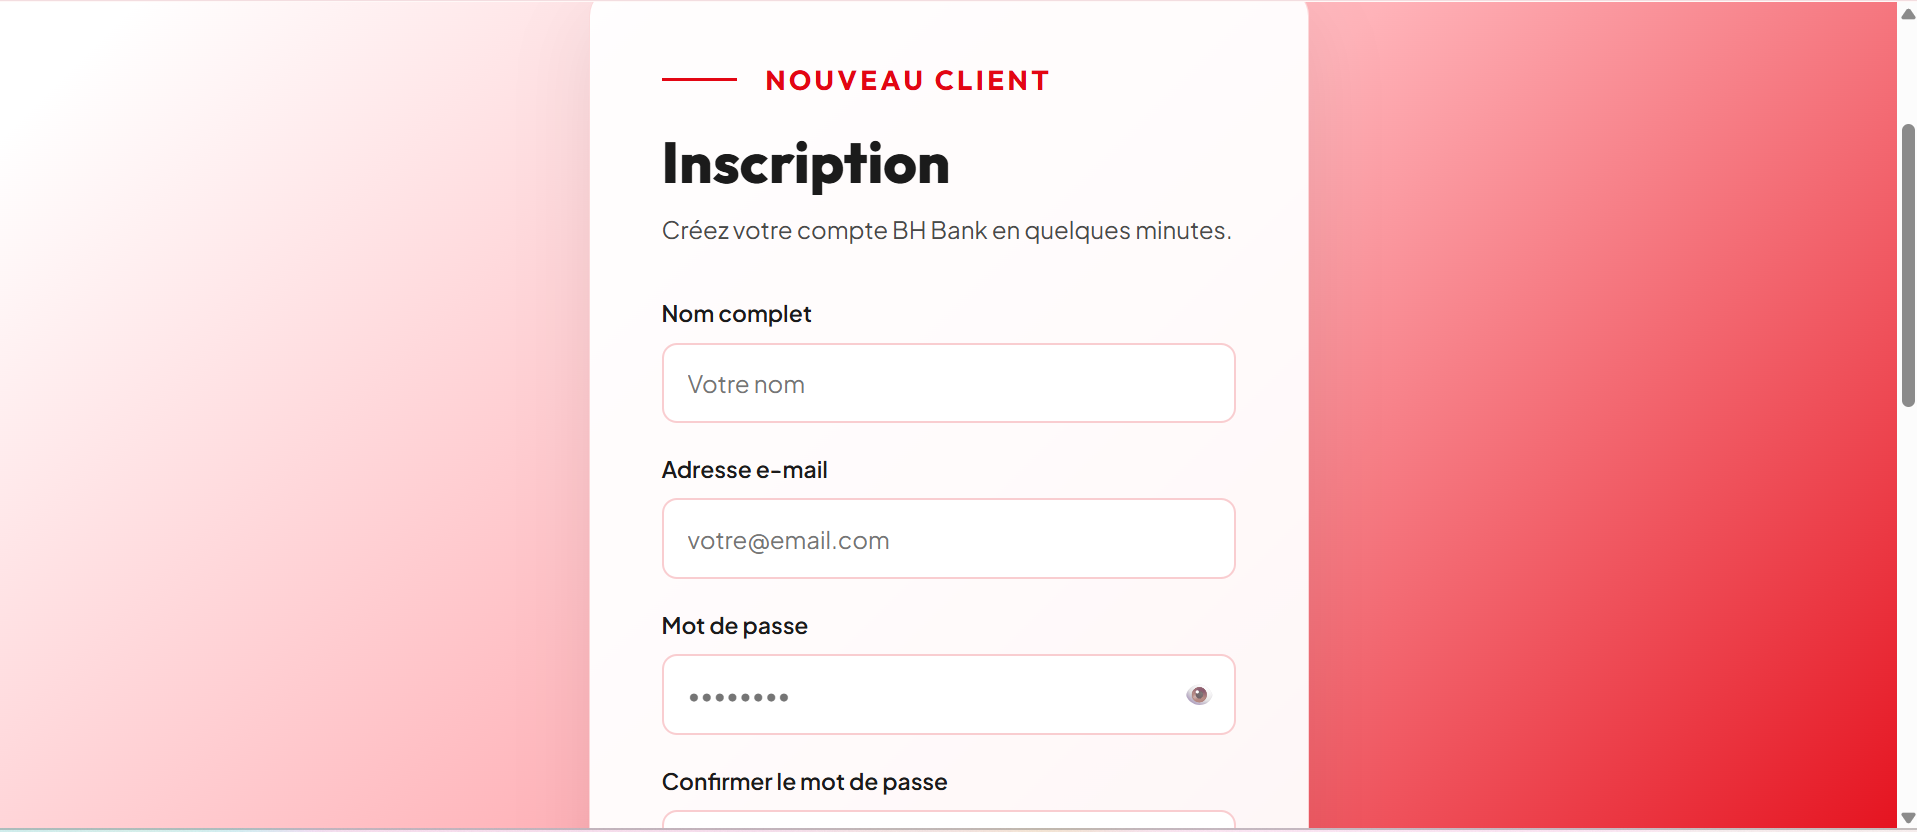 NOUVEAU CLIENT
Inscription
Créez votre compte BH Bank en quelques minutes.
Nom complet
Votre nom
Adresse e-mail
votre@email.com
Mot de passe
••••••••
Confirmer le mot de passe